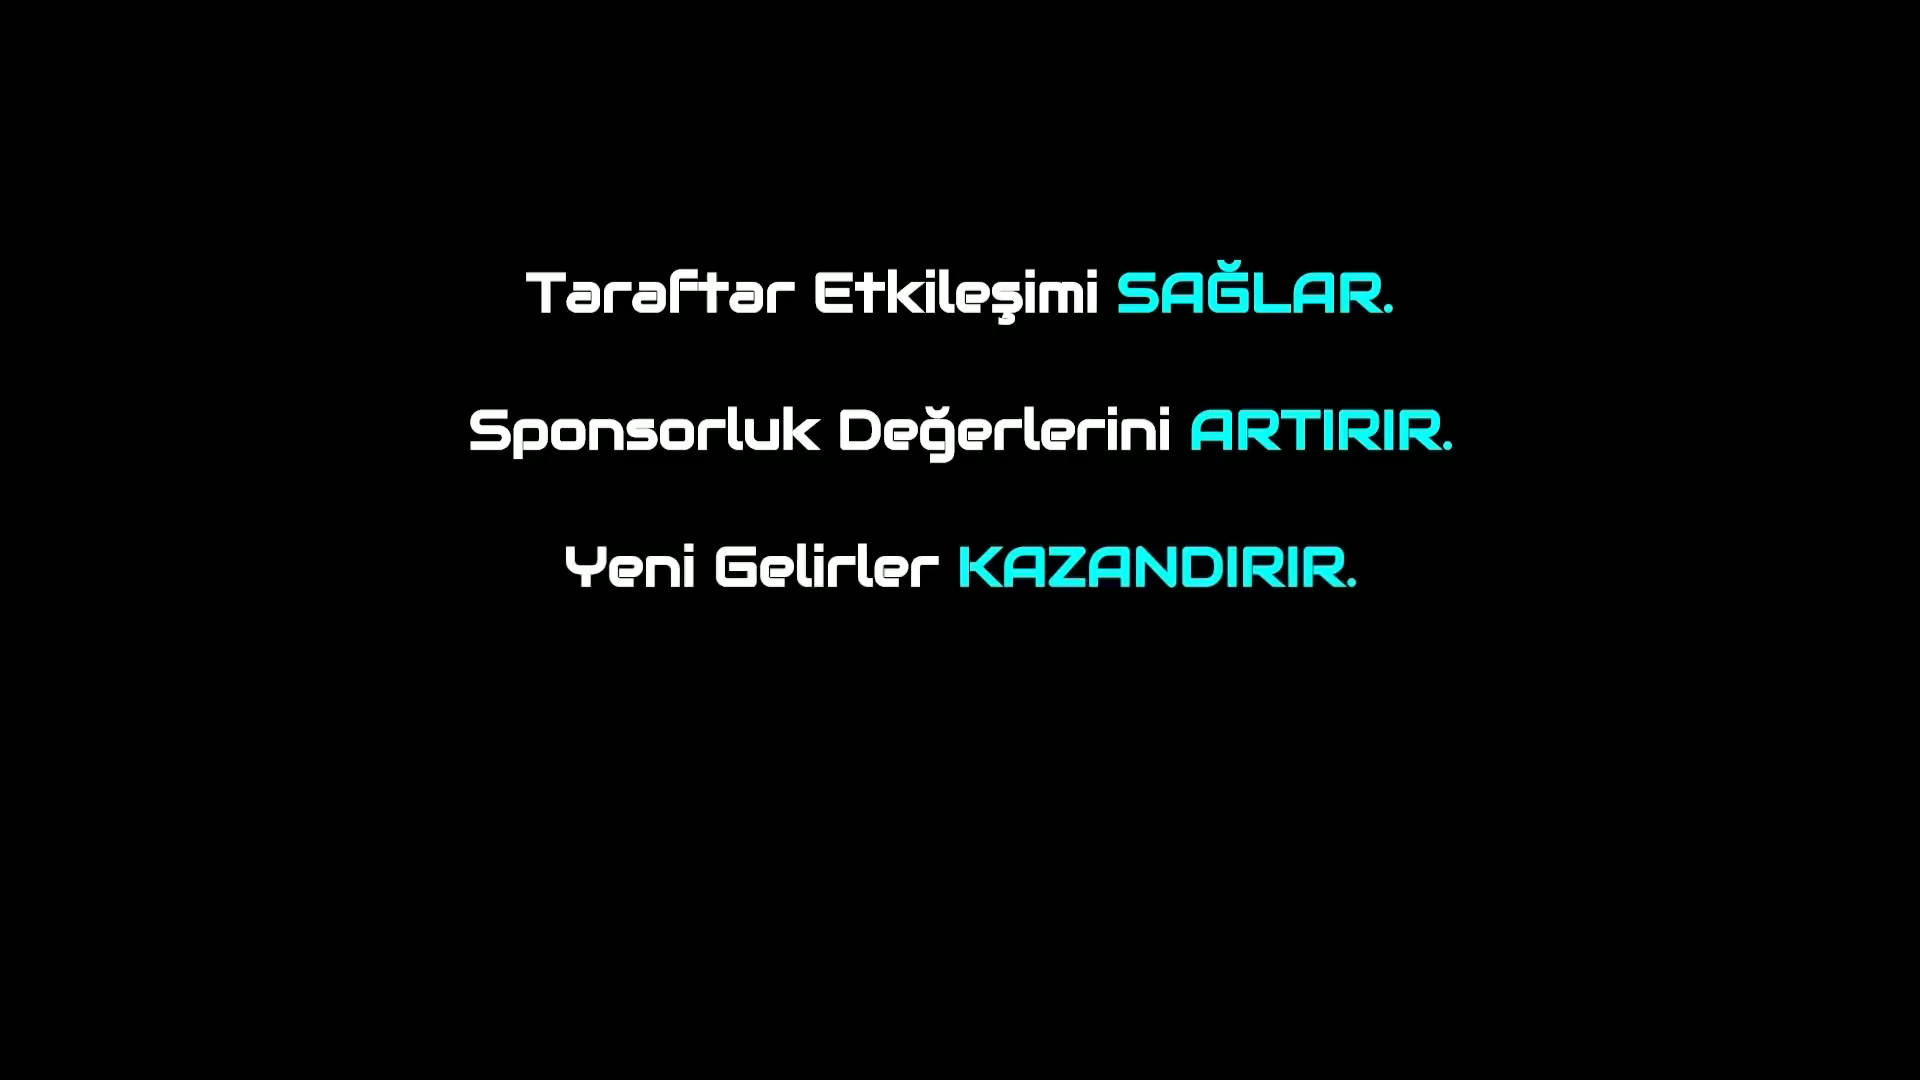 Taraftar Etkileşimi SAĞLAR.
Sponsorluk Değerlerini ARTIRIR.
Yeni Gelirler KAZANDIRIR.